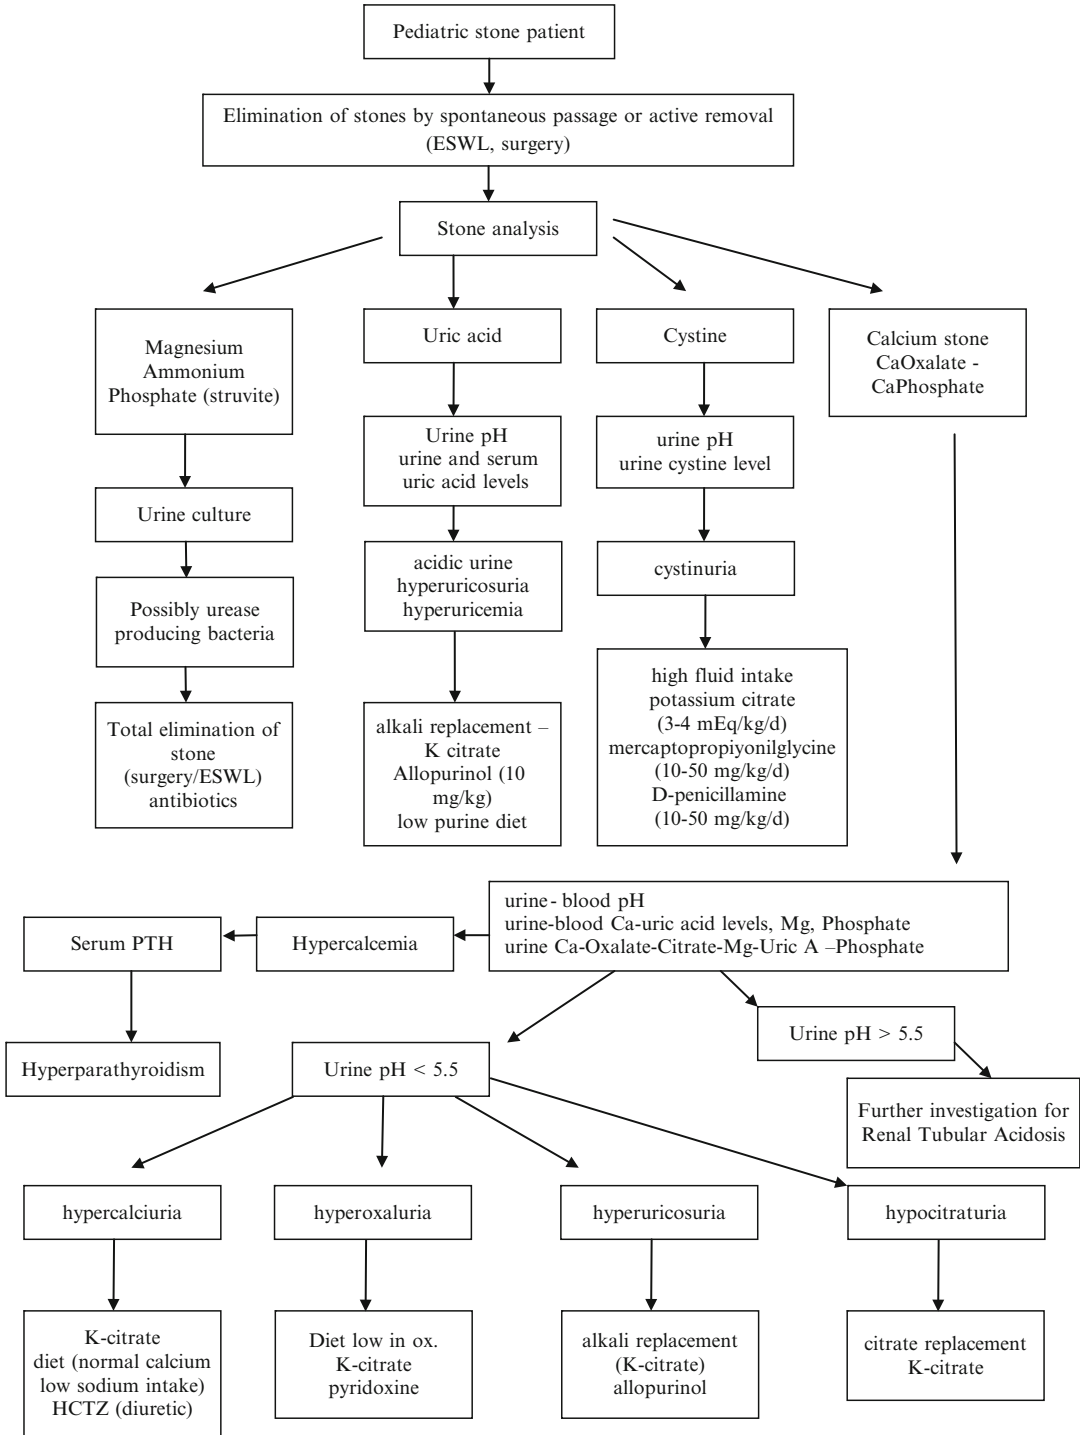 Pediatric stone patient
Elimination of stones by spontaneous passage or active removal
(ESWL, surgery)
Stone analysis
Magnesium
Ammonium
Phosphate (struvite)
Uric acid
Cystine
Calcium stone
CaOxalate -
CaPhosphate
Urine culture
Urine pH
urine and serum
uric acid levels
urine pH
urine cystine level
Possibly urease
producing bacteria
acidic urine
hyperuricosuria
hyperuricemia
cystinuria
Total elimination of
stone
(surgery/ESWL)
antibiotics
alkali replacement –
K citrate
Allopurinol (10
mg/kg)
low purine diet
high fluid intake
potassium citrate
(3-4 mEq/kg/d)
mercaptopropiyonilglycine
(10-50 mg/kg/d)
D-penicillamine
(10-50 mg/kg/d)
urine- blood pH
urine-blood Ca-uric acid levels, Mg, Phosphate
urine Ca-Oxalate-Citrate-Mg-Uric A –Phosphate
Hypercalcemia
Serum PTH
Hyperparathyroidism
Urine pH < 5.5
Urine pH > 5.5
Further investigation for
Renal Tubular Acidosis
hypercalciuria
hyperoxaluria
hyperuricosuria
hypocitraturia
K-citrate
diet (normal calcium
low sodium intake)
HCTZ (diuretic)
Diet low in ox.
K-citrate
pyridoxine
alkali replacement
(K-citrate)
allopurinol
citrate replacement
K-citrate